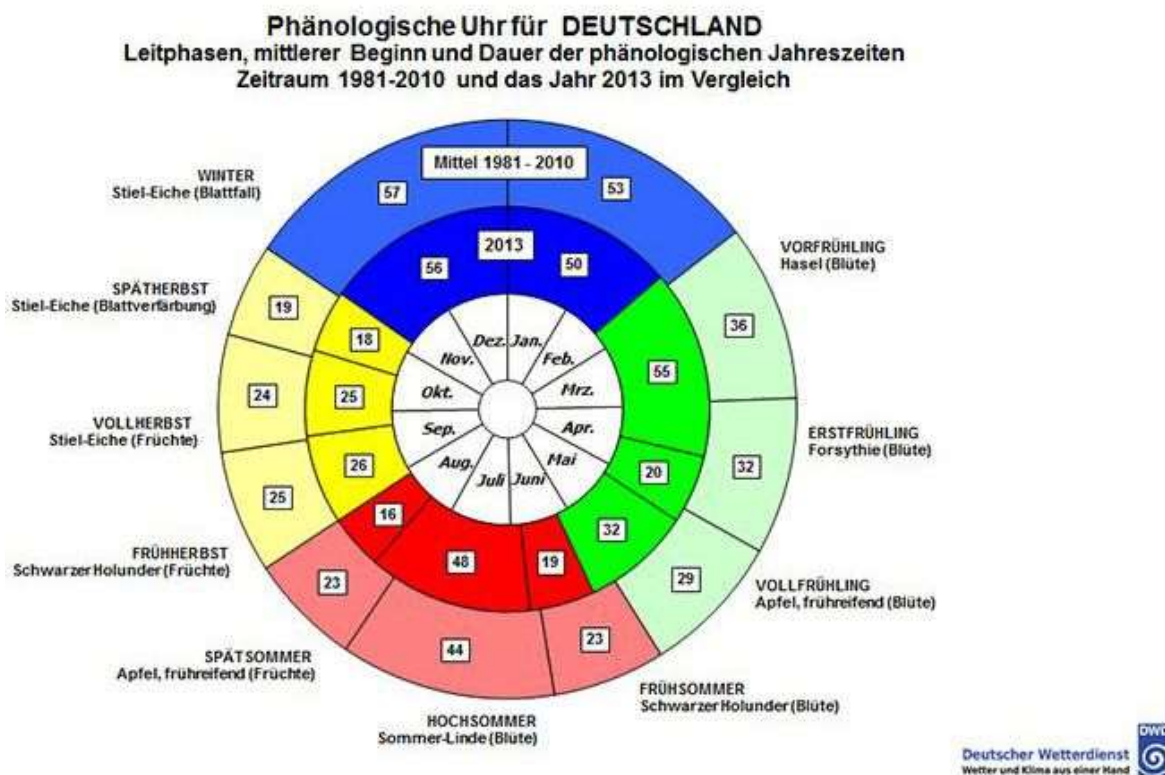 Phänologische Uhr für DEUTSCHLAND
Leitphasen, mittlerer Beginn und Dauer der phänologischen Jahreszeiten
Zeitraum 1981-2010 und das Jahr 2013 im Vergleich
Mittel 1981 - 2010
57
53
2013
56
50
WINTER
Stiel-Eiche (Blattfall)
VORFRÜHLING
Hasel (Blüte)
SPÄTHERBST
Stiel-Eiche (Blattverfärbung)
19
18
36
55
Dez.
Jan.
Nov.
Feb.
Okt.
Mrz.
Sep.
Apr.
Aug.
Mai
Juli
Juni
24
25
VOLLHERBST
Stiel-Eiche (Früchte)
ERSTFRÜHLING
Forsythie (Blüte)
32
20
26
25
16
32
48
19
FRÜHHERBST
Schwarzer Holunder (Früchte)
23
29
VOLLFRÜHLING
Apfel, frühreifend (Blüte)
44
23
SPÄTSOMMER
Apfel, frühreifend (Früchte)
FRÜHSOMMER
Schwarzer Holunder (Blüte)
HOCHSOMMER
Sommer-Linde (Blüte)
Deutscher Wetterdienst
Wetter und Klima aus einer Hand
DWD